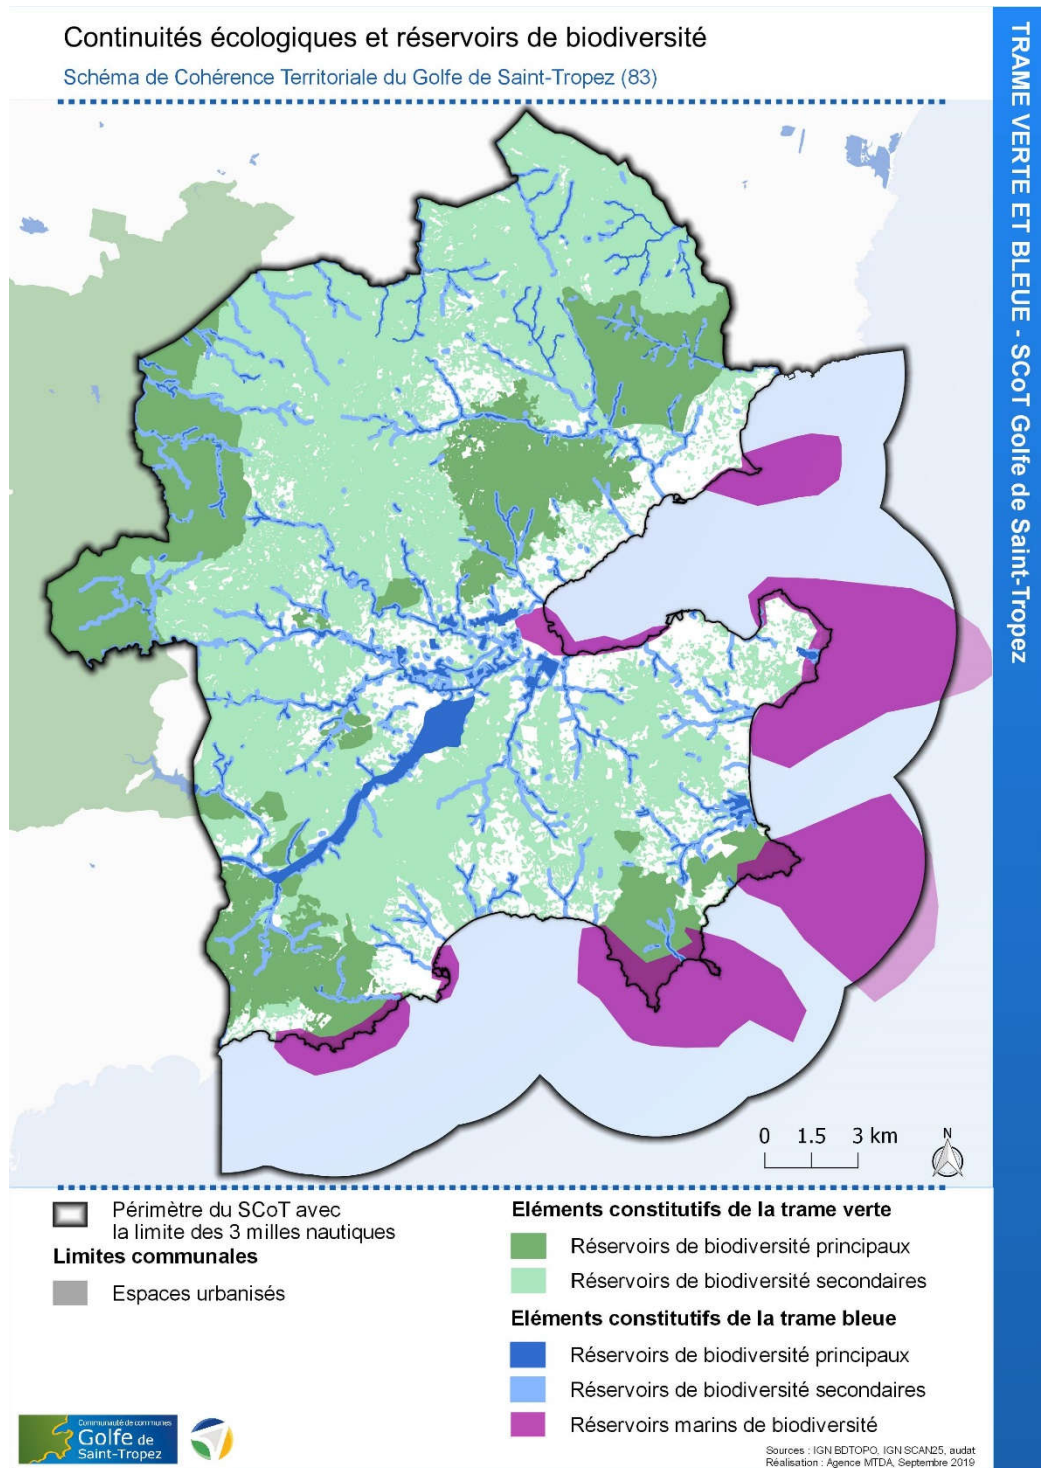 Continuités écologiques et réservoirs de biodiversité
Schéma de Cohérence Territoriale du Golfe de Saint-Tropez (83)
TRAME VERTE ET BLEUE - SCoT Golfe de Saint-Tropez
0 1.5 3 km
N
Périmètre du SCoT avec
la limite des 3 milles nautiques
Limites communales
Espaces urbanisés
Eléments constitutifs de la trame verte
Réservoirs de biodiversité principaux
Réservoirs de biodiversité secondaires
Eléments constitutifs de la trame bleue
Réservoirs de biodiversité principaux
Réservoirs de biodiversité secondaires
Réservoirs marins de biodiversité
Communauté de communes
Golfe de
Saint-Tropez
Sources : IGN BDTOPO, IGN SCAN25, audat
Réalisation : Agence MTDA, Septembre 2019